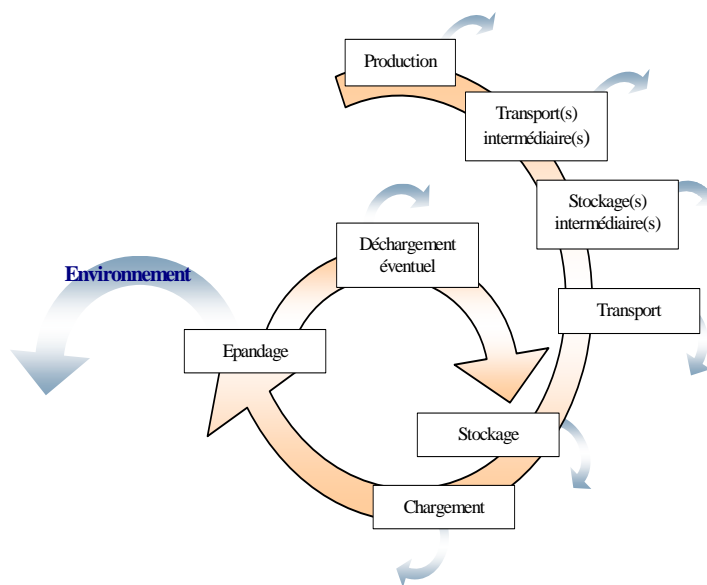 Production
Transport(s)
intermédiaire(s)
Stockage(s)
intermédiaire(s)
Déchargement
éventuel
Environnement
Transport
Epandage
Stockage
Chargement